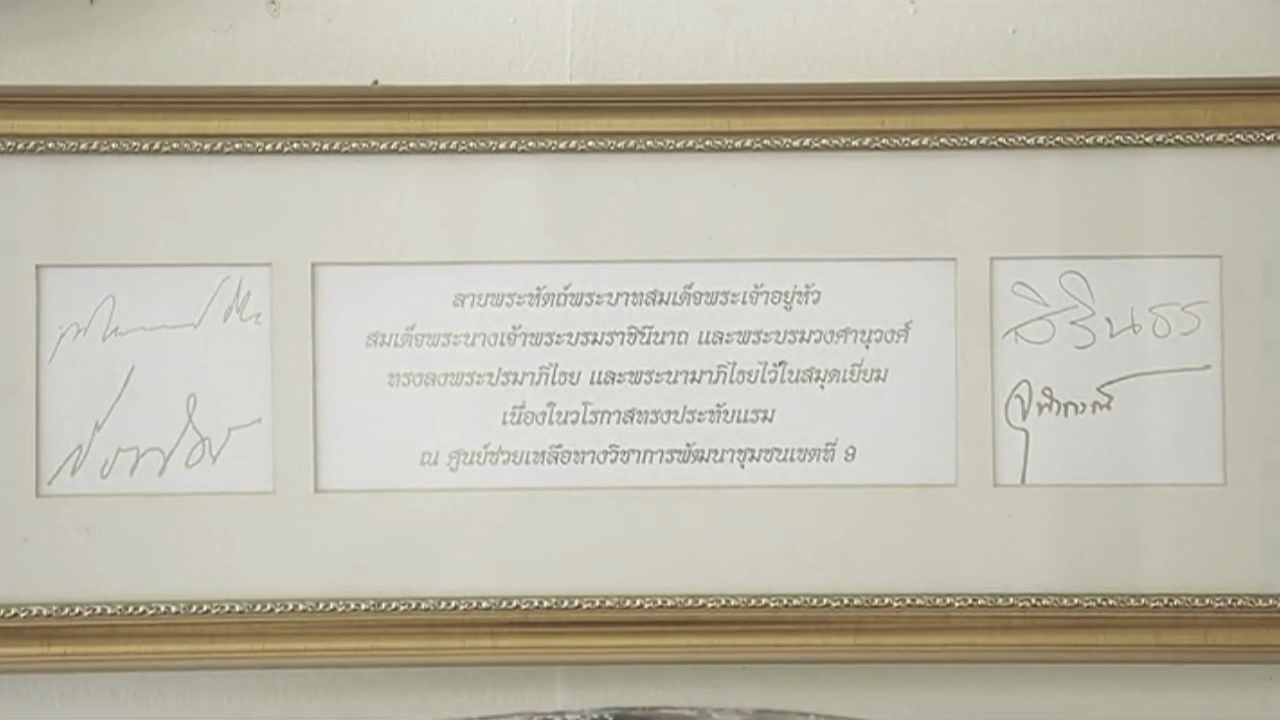 ลายพระหัตถ์พระบาทสมเด็จพระเจ้าอยู่หัว
สมเด็จพระนางเจ้าพระบรมราชินีนาถ และพระบรมวงศานุวงศ์
ทรงลงพระปรมาภิไธย และพระนามาภิไธยไว้ในสมุดเยี่ยม
เนื่องในวโรกาสทรงประทับแรม
ณ ศูนย์ช่วยเหลือทางวิชาการพัฒนาชุมชนเขตที่ ๑
สิรินธร
จุฬาภรณ์